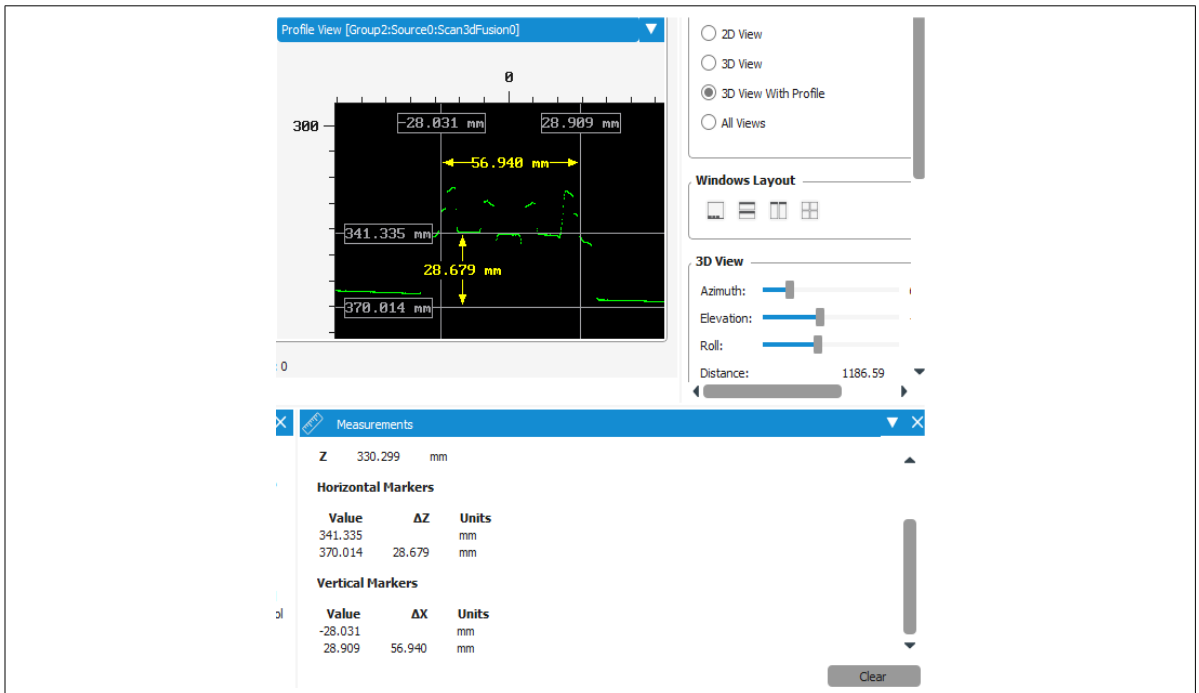 Profile View [Group2:Source0:Scan3dFusion0]
0
300
-28.031 mm 28.909 mm
56.940 mm
341.335 mm
28.679 mm
370.014 mm
: 0
2D View
3D View
3D View With Profile
All Views
Windows Layout
3D View
Azimuth:
Elevation:
Roll:
Distance: 1186.59
Measurements
Z 330.299 mm
Horizontal Markers
Value ΔZ Units
341.335 mm
370.014 28.679 mm
Vertical Markers
Value ΔX Units
-28.031 mm
28.909 56.940 mm
ol
Clear